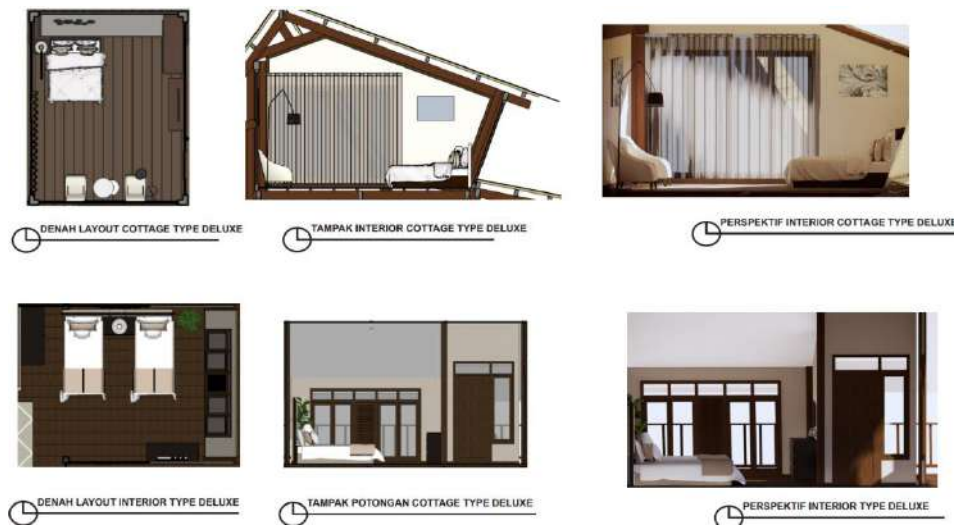 DENAH LAYOUT COTTAGE TYPE DELUXE
TAMPAK INTERIOR COTTAGE TYPE DELUXE
PERSPEKTIF INTERIOR COTTAGE TYPE DELUXE
DENAH LAYOUT INTERIOR TYPE DELUXE
TAMPAK POTONGAN COTTAGE TYPE DELUXE
PERSPEKTIF INTERIOR TYPE DELUXE